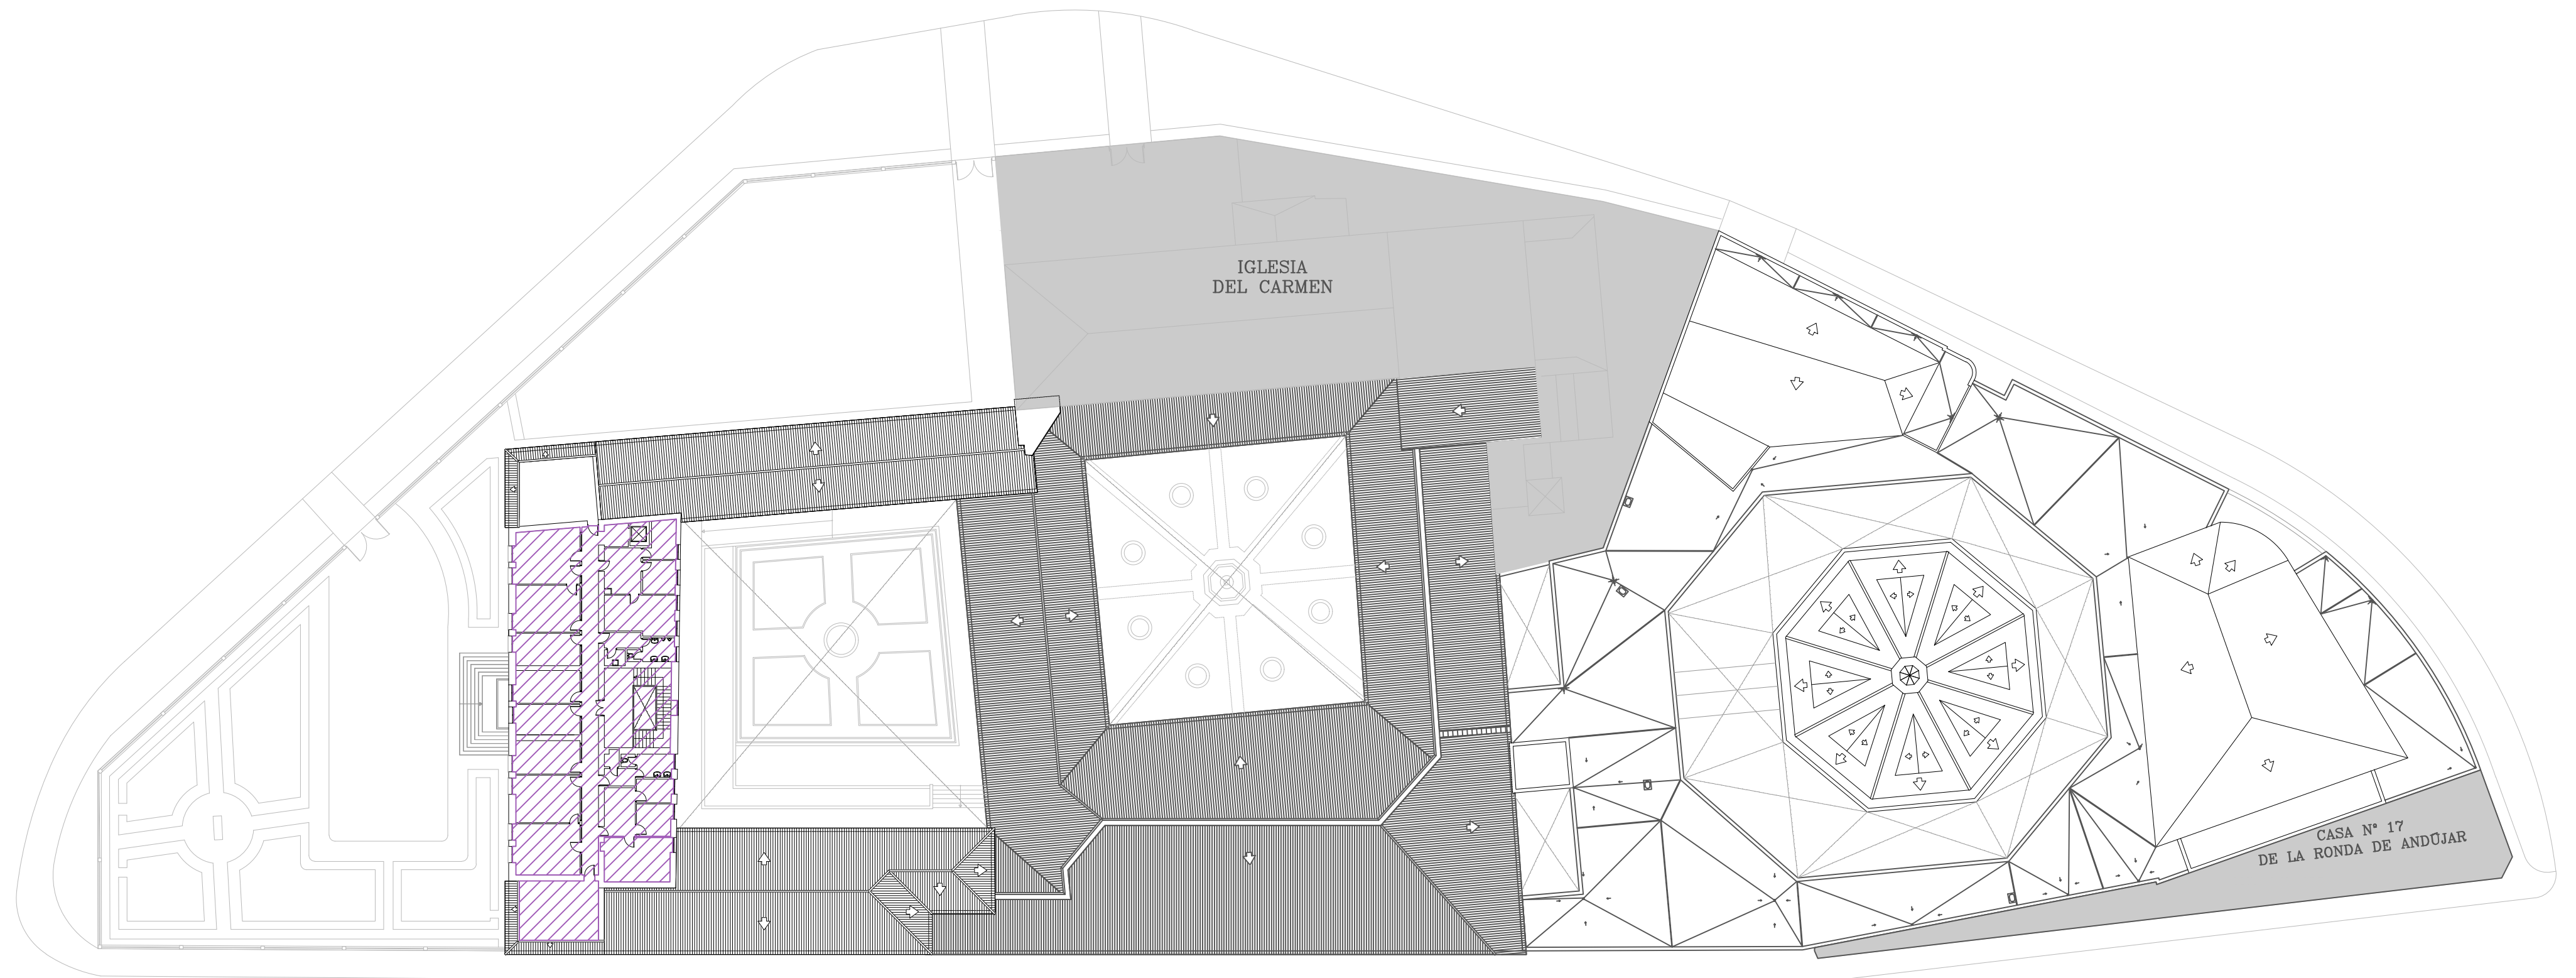 IGLESIA
DEL CARMEN
CASA Nº 17
DE LA RONDA DE ANDÚJAR